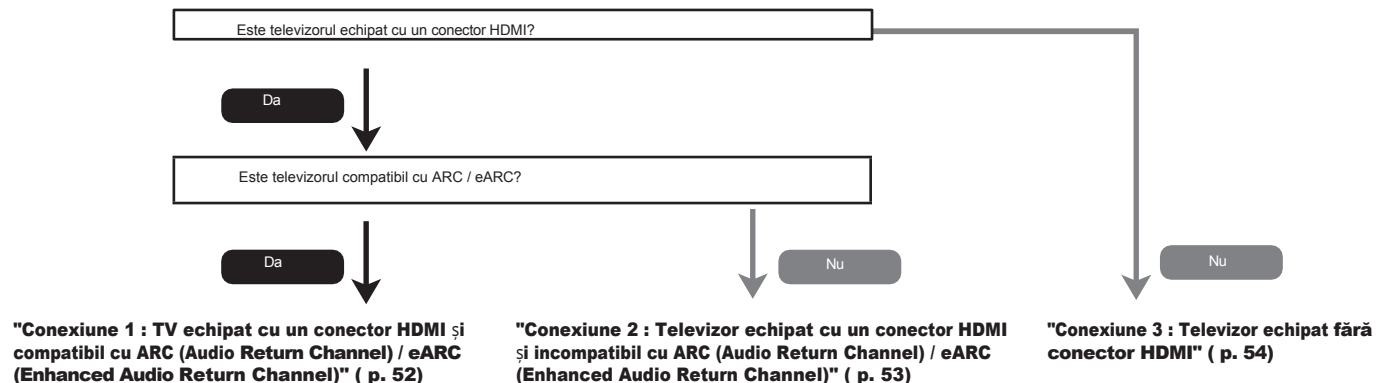 Este televizorul echipat cu un conector HDMI?
Da
Este televizorul compatibil cu ARC / eARC?
Da
Nu
Nu
"Conexiune 1 : TV echipat cu un conector HDMI și
compatibil cu ARC (Audio Return Channel) / eARC
(Enhanced Audio Return Channel)" ( p. 52)
"Conexiune 2 : Televizor echipat cu un conector HDMI
și incompatibil cu ARC (Audio Return Channel) / eARC
(Enhanced Audio Return Channel)" ( p. 53)
"Conexiune 3 : Televizor echipat fără
conector HDMI" ( p. 54)